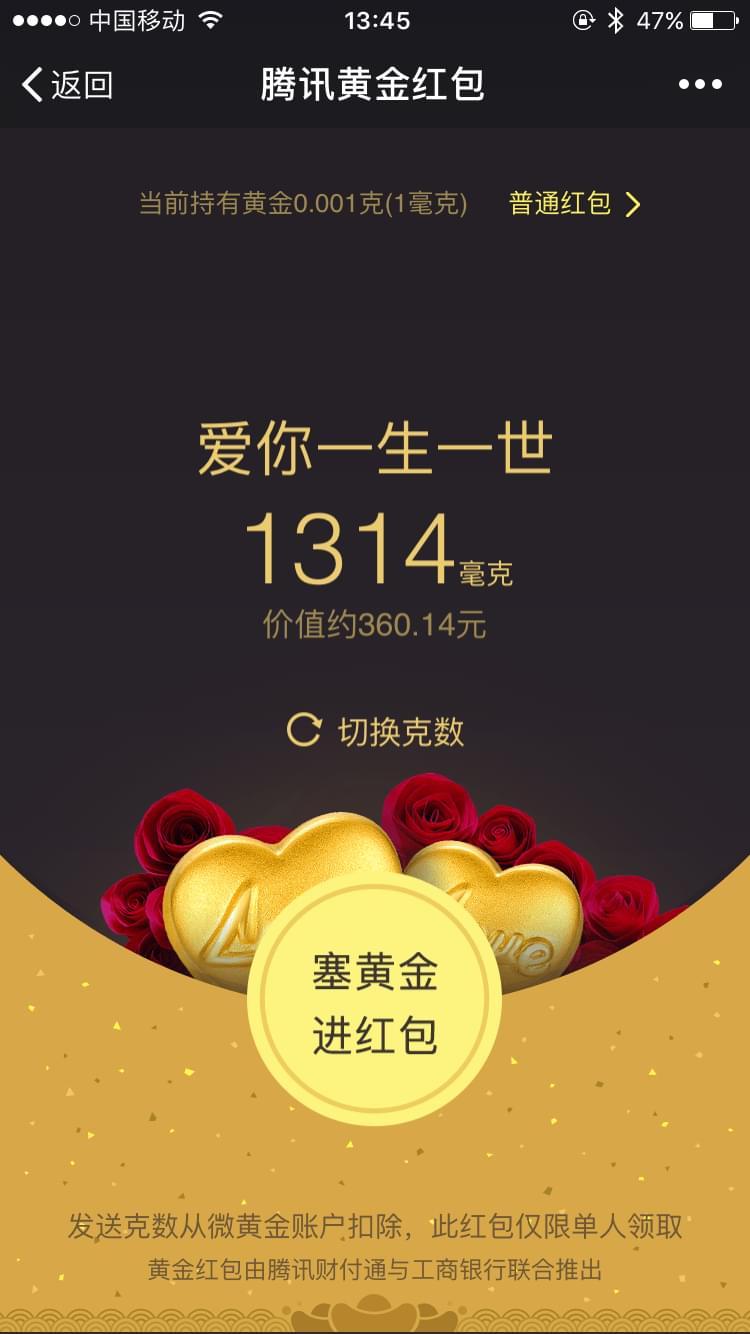 中国移动 13:45 47%
返回 腾讯黄金红包
当前持有黄金0.001克(1毫克) 普通红包
爱你一生一世
1314毫克
价值约360.14元
切换克数
Love
塞黄金
进红包
发送克数从微黄金账户扣除，此红包仅限单人领取
黄金红包由腾讯财付通与工商银行联合推出